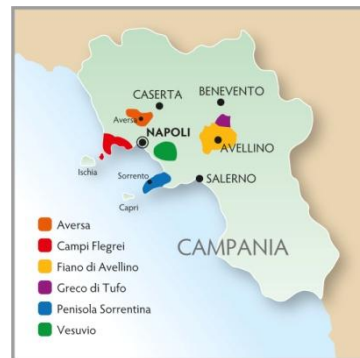 CASERTA
BENEVENTO
Aversa
NAPOLI
AVELLINO
Ischia
Sorrento
SALERNO
Capri
CAMPANIA
Aversa
Campi Flegrei
Fiano di Avellino
Greco di Tufo
Penisola Sorrentina
Vesuvio